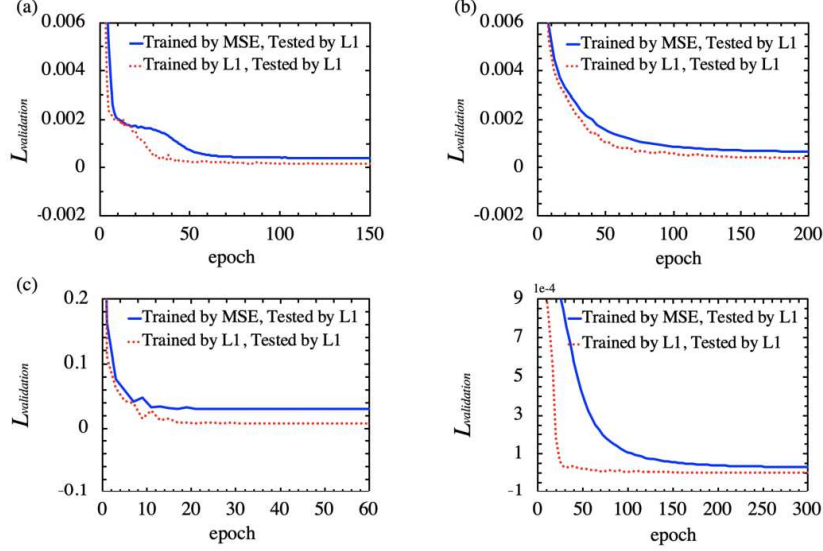 (a)
0.006
0.004
0.002
0
-0.002
L validation
Trained by MSE, Tested by L1
Trained by L1, Tested by L1
0
50
100
150
epoch
(b)
0.006
0.004
0.002
0
-0.002
L validation
Trained by MSE, Tested by L1
Trained by L1, Tested by L1
0
50
100
150
200
epoch
(c)
0.2
0.1
0
-0.1
L validation
Trained by MSE, Tested by L1
Trained by L1, Tested by L1
0
10
20
30
40
50
60
epoch
1e-4
9
7
5
3
1
-1
L validation
Trained by MSE, Tested by L1
Trained by L1, Tested by L1
0
50
100
150
200
250
300
epoch